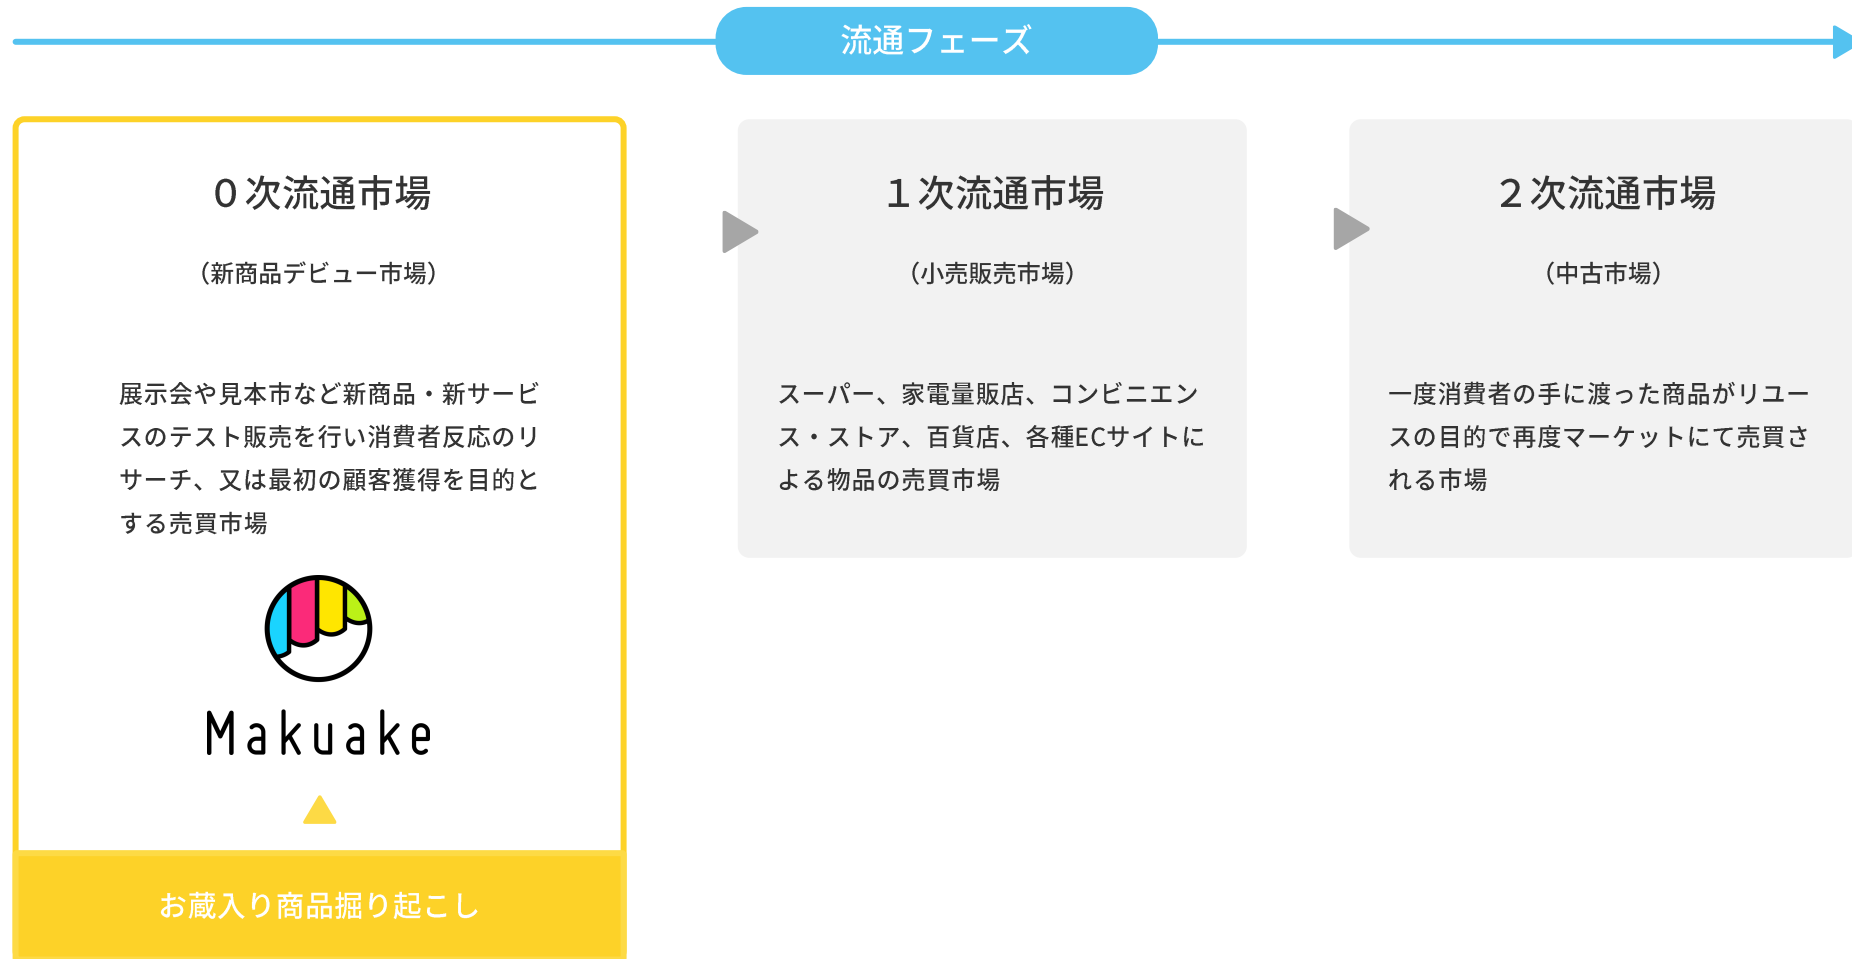 流通フェーズ
０次流通市場
（新商品デビュー市場）
展示会や見本市など新商品・新サービ
スのテスト販売を行い消費者反応のリ
サーチ、又は最初の顧客獲得を目的と
する売買市場
Makuake
お蔵入り商品掘り起こし
１次流通市場
（小売販売市場）
スーパー、家電量販店、コンビニエン
ス・ストア、百貨店、各種ECサイトに
よる物品の売買市場
２次流通市場
（中古市場）
一度消費者の手に渡った商品がリユー
スの目的で再度マーケットにて売買さ
れる市場